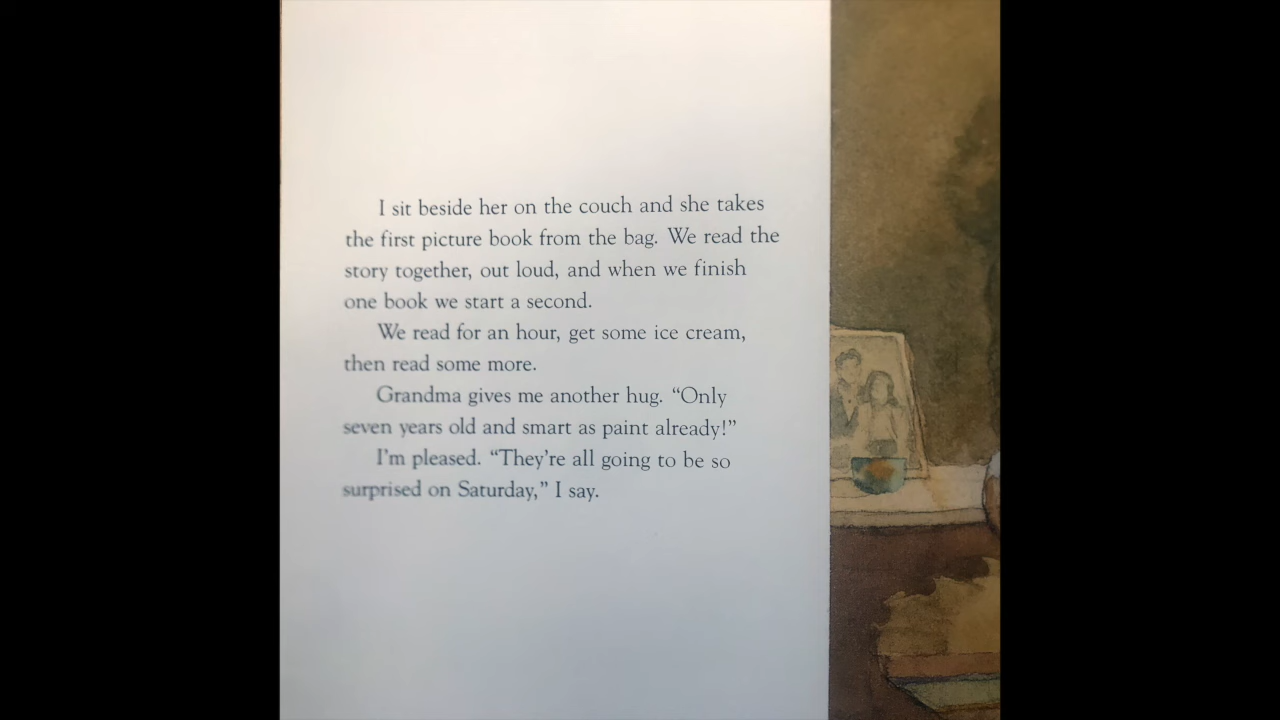 I sit beside her on the couch and she takes
the first picture book from the bag. We read the
story together, out loud, and when we finish
one book we start a second.
We read for an hour, get some ice cream,
then read some more.
Grandma gives me another hug. “Only
seven years old and smart as paint already!”
I’m pleased. “They’re all going to be so
surprised on Saturday,” I say.